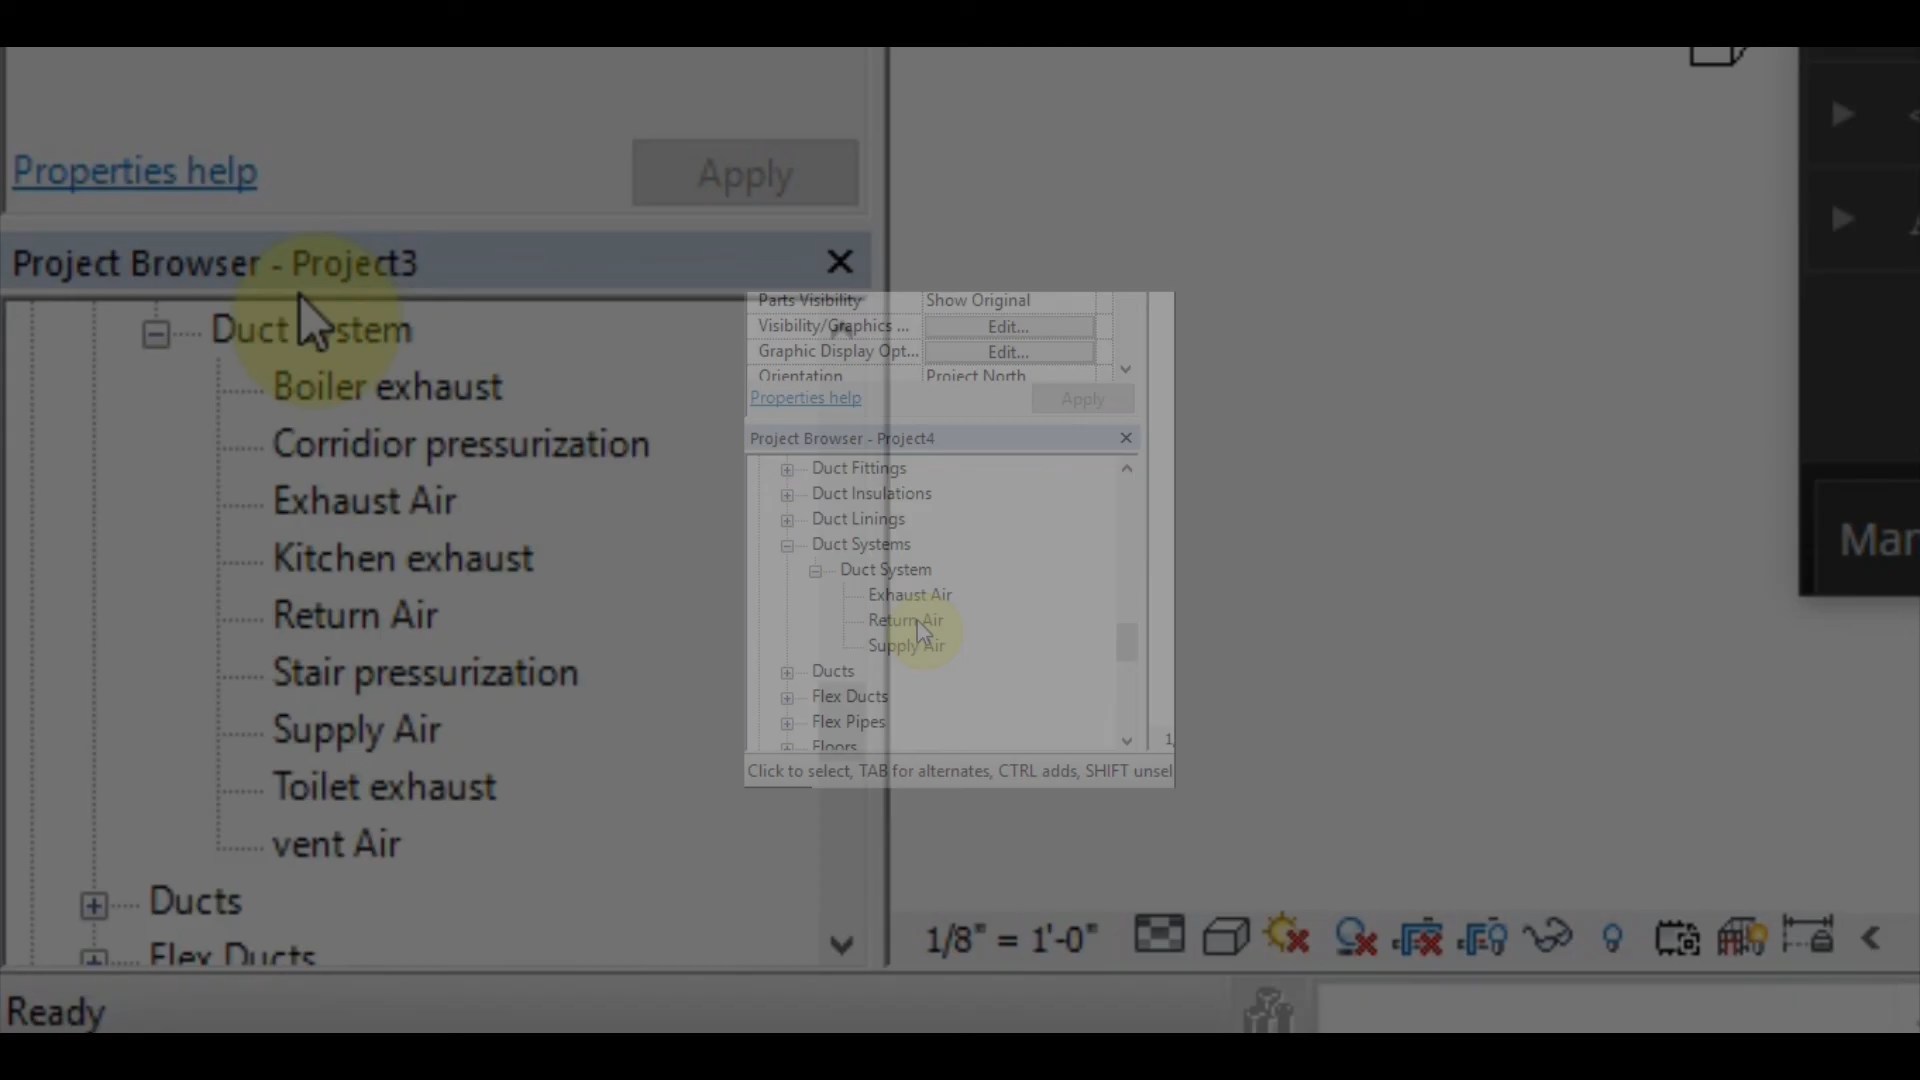 Properties help
Apply
Project Browser - Project3
Duct System
Boiler exhaust
Corridior pressurization
Exhaust Air
Kitchen exhaust
Return Air
Stair pressurization
Supply Air
Toilet exhaust
vent Air
Ducts
Flex Ducts
Ready
Parts Visibility
Show Original
Visibility/Graphics ...
Edit...
Graphic Display Opt...
Edit...
Orientation
Project North
Properties help
Apply
Project Browser - Project4
Duct Fittings
Duct Insulations
Duct Linings
Duct Systems
Duct System
Exhaust Air
Return Air
Supply Air
Ducts
Flex Ducts
Flex Pipes
Floors
Click to select, TAB for alternates, CTRL adds, SHIFT unsel
1/8" = 1'-0"